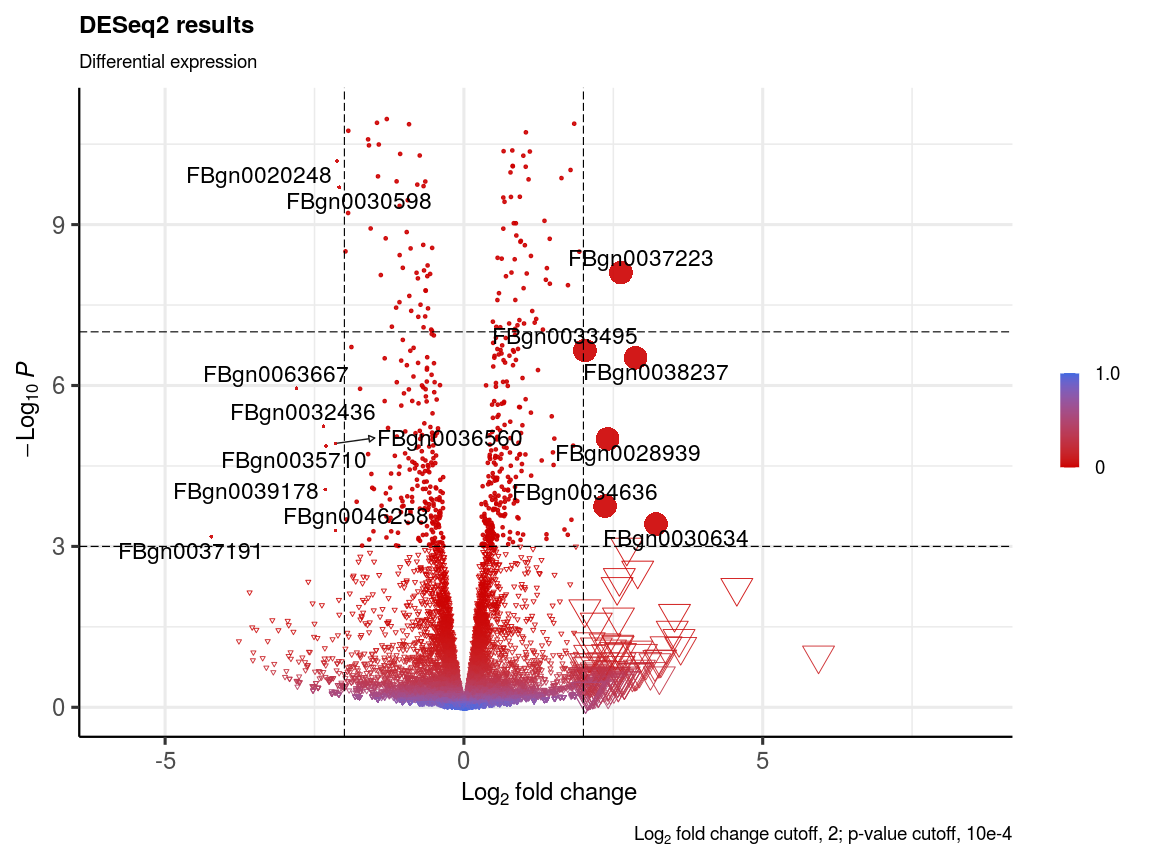 DESeq2 results
Differential expression
FBgn0020248
FBgn0030598
9
FBgn0037223
FBgn0033495
FBgn0038237
FBgn0063667
6
1.0
FBgn0032436
FBgn0036560
FBgn0028939
FBgn0035710
0
FBgn0039178
FBgn0034636
FBgn0046258
FBgn0030634
FBgn0037191
3
−Log₁₀ P
0
-5
0
5
Log₂ fold change
Log₂ fold change cutoff, 2; p-value cutoff, 10e-4